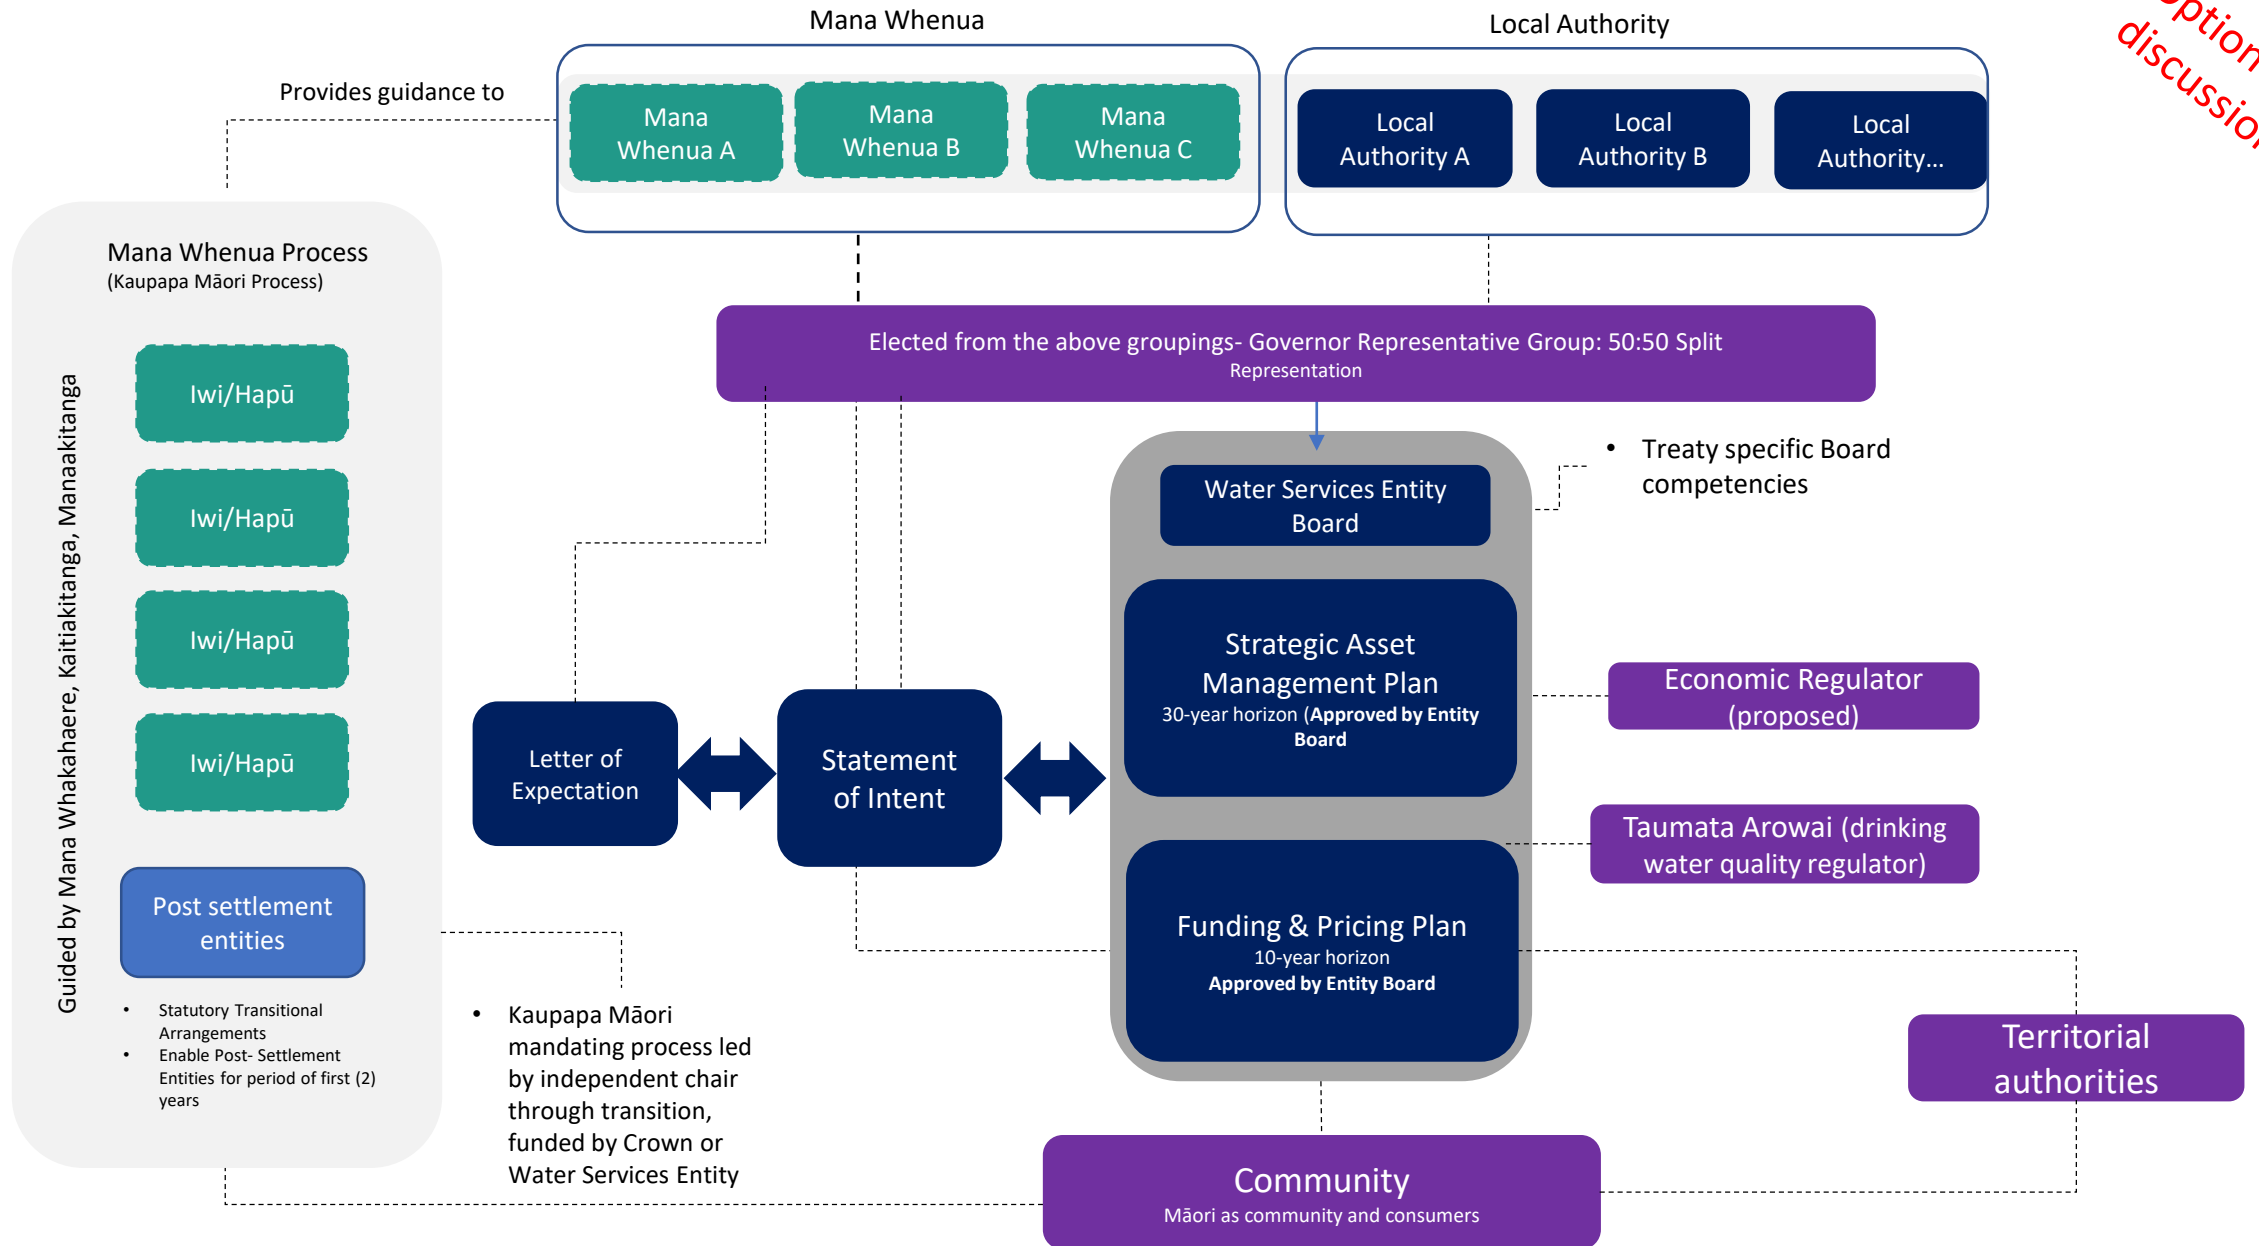 Mana Whenua
Local Authority
option
discussion
Provides guidance to
Mana
Whenua A
Mana
Whenua B
Mana
Whenua C
Local
Authority A
Local
Authority B
Local
Authority...
Mana Whenua Process
(Kaupapa Māori Process)
Guided by Mana Whakahaere, Kaitiakitanga, Manaakitanga
Iwi/Hapū
Iwi/Hapū
Iwi/Hapū
Iwi/Hapū
Post settlement
entities
• Statutory Transitional
Arrangements
• Enable Post- Settlement
Entities for period of first (2)
years
Elected from the above groupings- Governor Representative Group: 50:50 Split
Representation
Water Services Entity
Board
• Treaty specific Board
competencies
Strategic Asset
Management Plan
30-year horizon (Approved by Entity
Board
Economic Regulator
(proposed)
Letter of
Expectation
Statement
of Intent
Taumata Arowai (drinking
water quality regulator)
Funding & Pricing Plan
10-year horizon
Approved by Entity Board
• Kaupapa Māori
mandating process led
by independent chair
through transition,
funded by Crown or
Water Services Entity
Territorial
authorities
Community
Māori as community and consumers